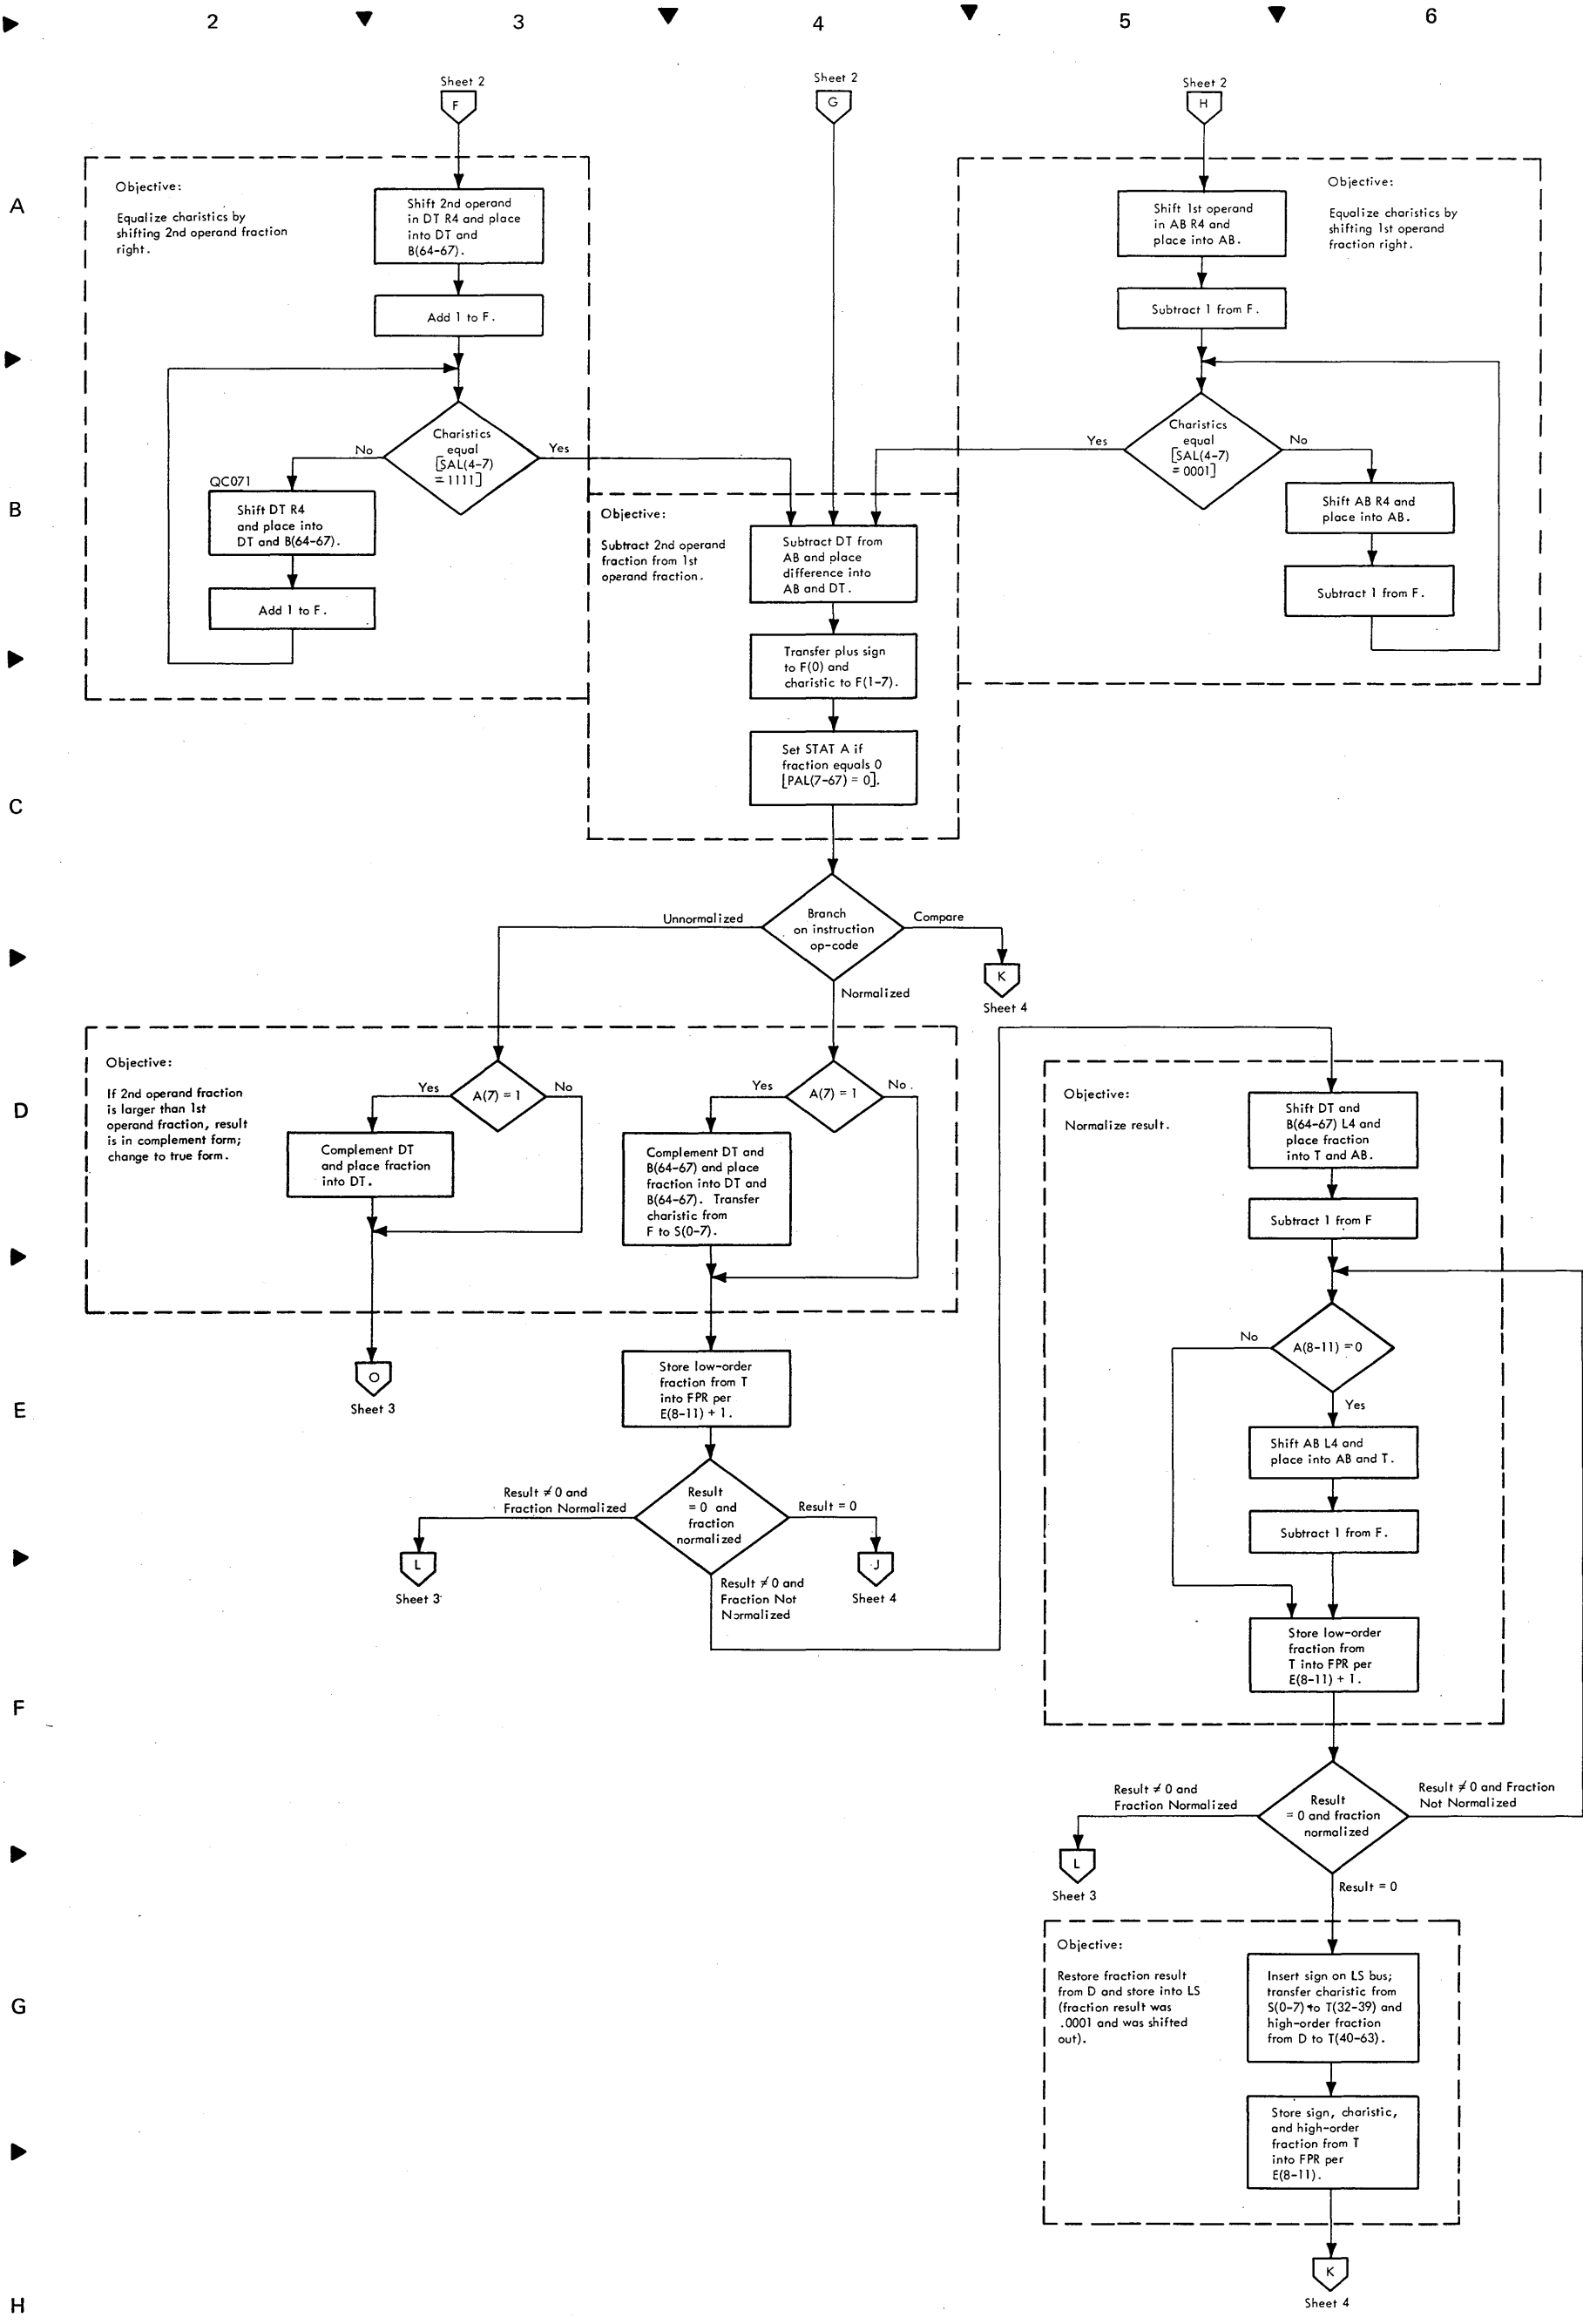 2 3 4 5 6
Sheet 2
F
Sheet 2
G
Sheet 2
H
A
Objective:
Equalize charistics by
shifting 2nd operand fraction
right.
Shift 2nd operand
in DT R4 and place
into DT and
B(64-67).
Add 1 to F.
Charistics
equal
[SAL(4-7)
= 1111]
No
Yes
QC071
Shift DT R4
and place into
DT and B(64-67).
Add 1 to F.
Shift 1st operand
in AB R4 and
place into AB.
Objective:
Equalize charistics by
shifting 1st operand
fraction right.
Subtract 1 from F.
Charistics
equal
[SAL(4-7)
= 0001]
Yes
No
Shift AB R4 and
place into AB.
Subtract 1 from F.
B
Objective:
Subtract 2nd operand
fraction from 1st
operand fraction.
Subtract DT from
AB and place
difference into
AB and DT.
Transfer plus sign
to F(0) and
charistic to F(1-7).
Set STAT A if
fraction equals 0
[PAL(7-67) = 0].
C
Branch
on instruction
op-code
Unnormalized
Compare
Normalized
K
Sheet 4
D
Objective:
If 2nd operand fraction
is larger than 1st
operand fraction, result
is in complement form;
change to true form.
Yes
A(7) = 1
No
Complement DT
and place fraction
into DT.
Yes
A(7) = 1
No.
Complement DT and
B(64-67) and place
fraction into DT and
B(64-67). Transfer
charistic from
F to S(0-7).
O
Sheet 3
E
Store low-order
fraction from T
into FPR per
E(8-11) + 1.
Result ≠ 0 and
Fraction Normalized
Result
= 0 and
fraction
normalized
Result = 0
L
Sheet 3
J
Sheet 4
Result ≠ 0 and
Fraction Not
Normalized
Objective:
Normalize result.
Shift DT and
B(64-67) L4 and
place fraction
into T and AB.
Subtract 1 from F
No
A(8-11) = 0
Yes
Shift AB L4 and
place into AB and T.
Subtract 1 from F.
Store low-order
fraction from
T into FPR per
E(8-11) + 1.
F
Result ≠ 0 and
Fraction Normalized
Result
= 0 and fraction
normalized
Result ≠ 0 and Fraction
Not Normalized
L
Sheet 3
Result = 0
G
Objective:
Restore fraction result
from D and store into LS
(fraction result was
.0001 and was shifted
out).
Insert sign on LS bus;
transfer charistic from
S(0-7) to T(32-39) and
high-order fraction
from D to T(40-63).
Store sign, charistic,
and high-order
fraction from T
into FPR per
E(8-11).
K
Sheet 4
H